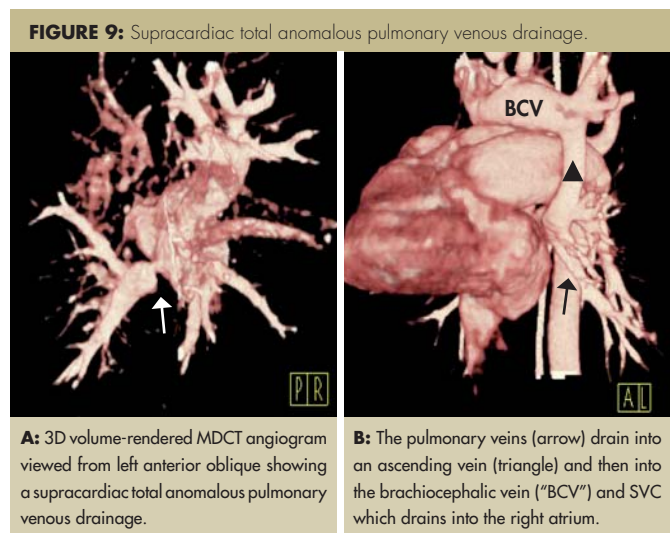 FIGURE 9: Supracardiac total anomalous pulmonary venous drainage.
P R
BCV
A L
A: 3D volume-rendered MDCT angiogram
viewed from left anterior oblique showing
a supracardiac total anomalous pulmonary
venous drainage.
B: The pulmonary veins (arrow) drain into
an ascending vein (triangle) and then into
the brachiocephalic vein (“BCV”) and SVC
which drains into the right atrium.